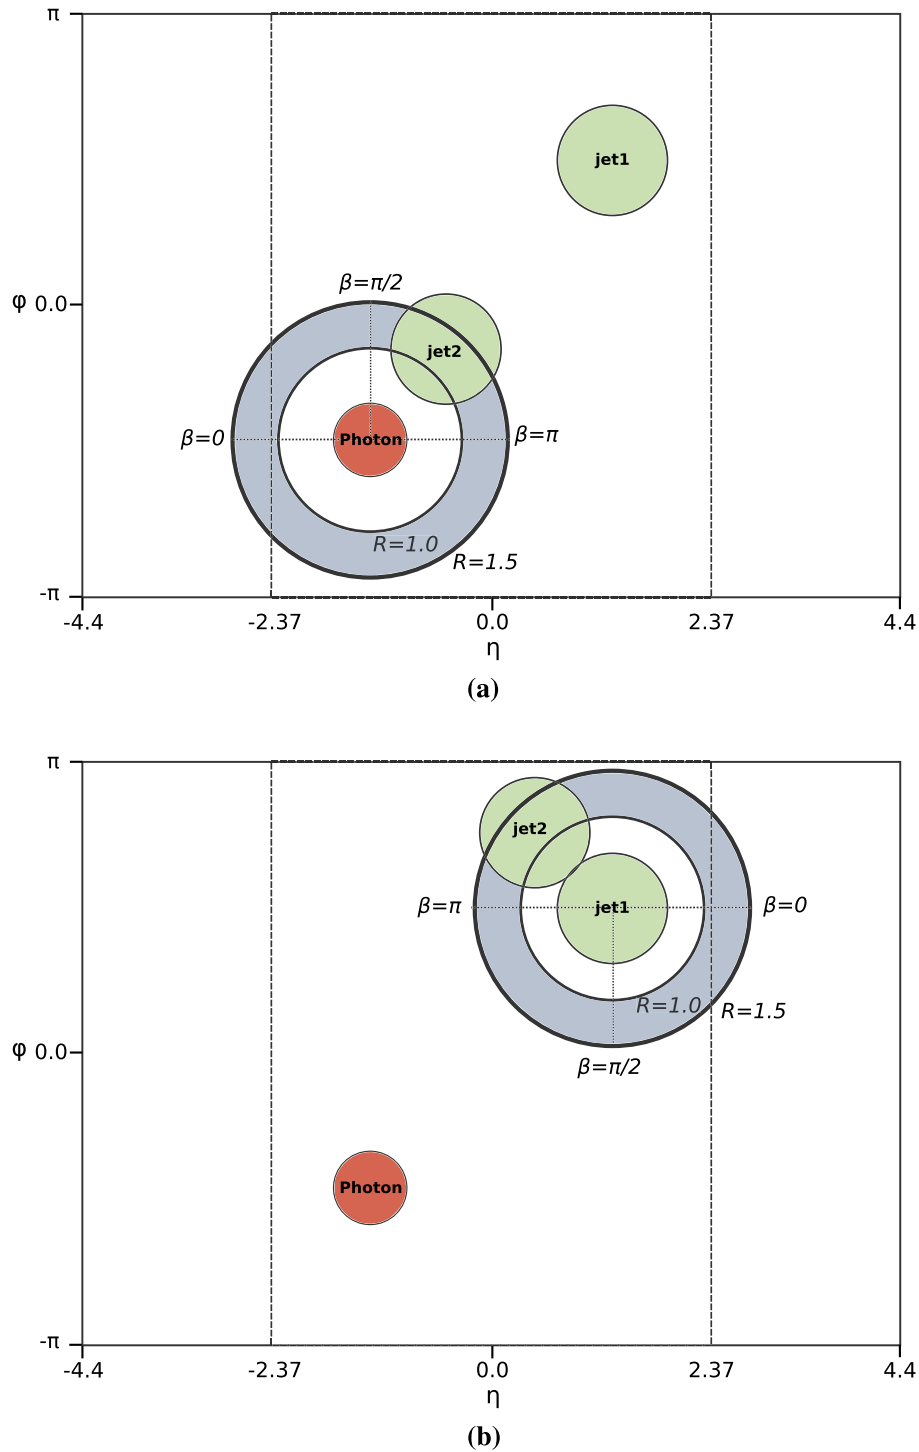 π
jet1
β=π/2
φ 0.0
jet2
β=0
Photon
β=π
R=1.0
R=1.5
-π
-4.4 -2.37 0.0 2.37 4.4
η
(a)
π
jet2
β=π
jet1
β=0
R=1.0
R=1.5
φ 0.0
β=π/2
Photon
-π
-4.4 -2.37 0.0 2.37 4.4
η
(b)